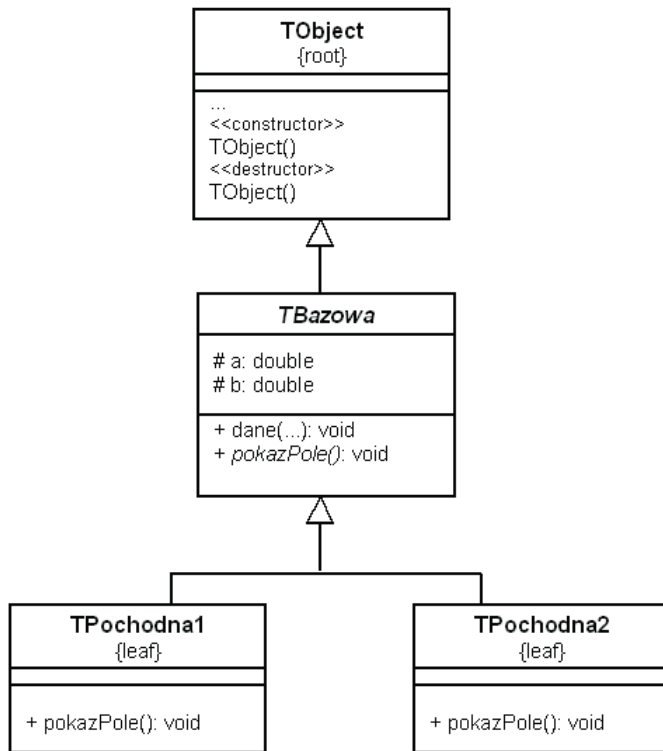 TObject
{root}
...
<<constructor>>
TObject()
<<destructor>>
TObject()
TBazowa
# a: double
# b: double
+ dane(...): void
+ pokazPole(): void
TPochodna1
{leaf}
+ pokazPole(): void
TPochodna2
{leaf}
+ pokazPole(): void